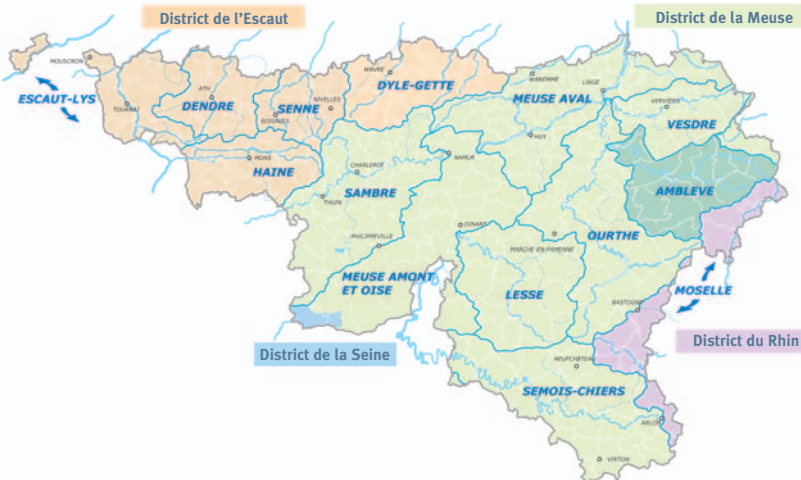 District de l'Escaut
District de la Meuse
MOUSCRON
ESCAUT-LYS
TOURNAI
ATH
DENDRE
SENNE
SOIGNIES
NIVELLES
WAVRE
DYLE-GETTE
WAREMME
LIEGE
MEUSE AVAL
VERVIERS
VESDRE
HUY
MONS
HAINE
CHARLEROI
NAMUR
SAMBRE
THUIN
AMBLEVE
PHILIPPEVILLE
DINANT
OURTHE
MARCHE-EN-FAMENNE
MEUSE AMONT
ET OISE
LESSE
MOSELLE
BASTOGNE
District de la Seine
District du Rhin
NEUFCHÂTEAU
SEMOIS-CHIERS
ARLON
VIRTON